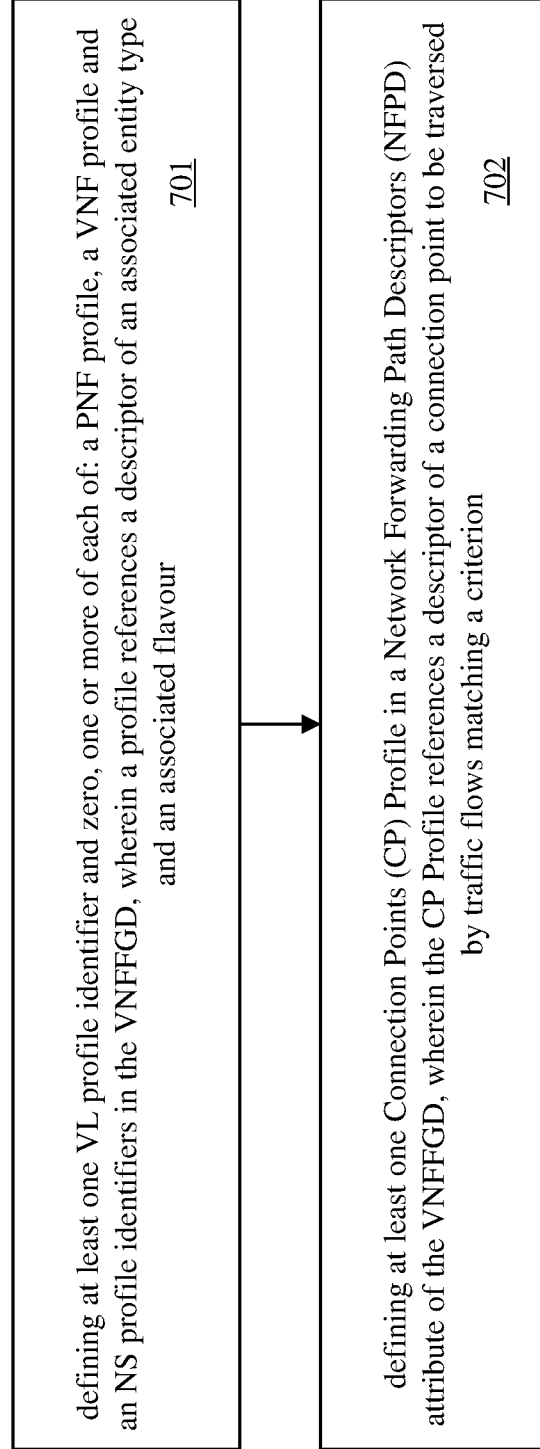 defining at least one VL profile identifier and zero, one or more of each of: a PNF profile, a VNF profile and
an NS profile identifiers in the VNFFGD, wherein a profile references a descriptor of an associated entity type
and an associated flavour
701
defining at least one Connection Points (CP) Profile in a Network Forwarding Path Descriptors (NFPD)
attribute of the VNFFGD, wherein the CP Profile references a descriptor of a connection point to be traversed
by traffic flows matching a criterion
702